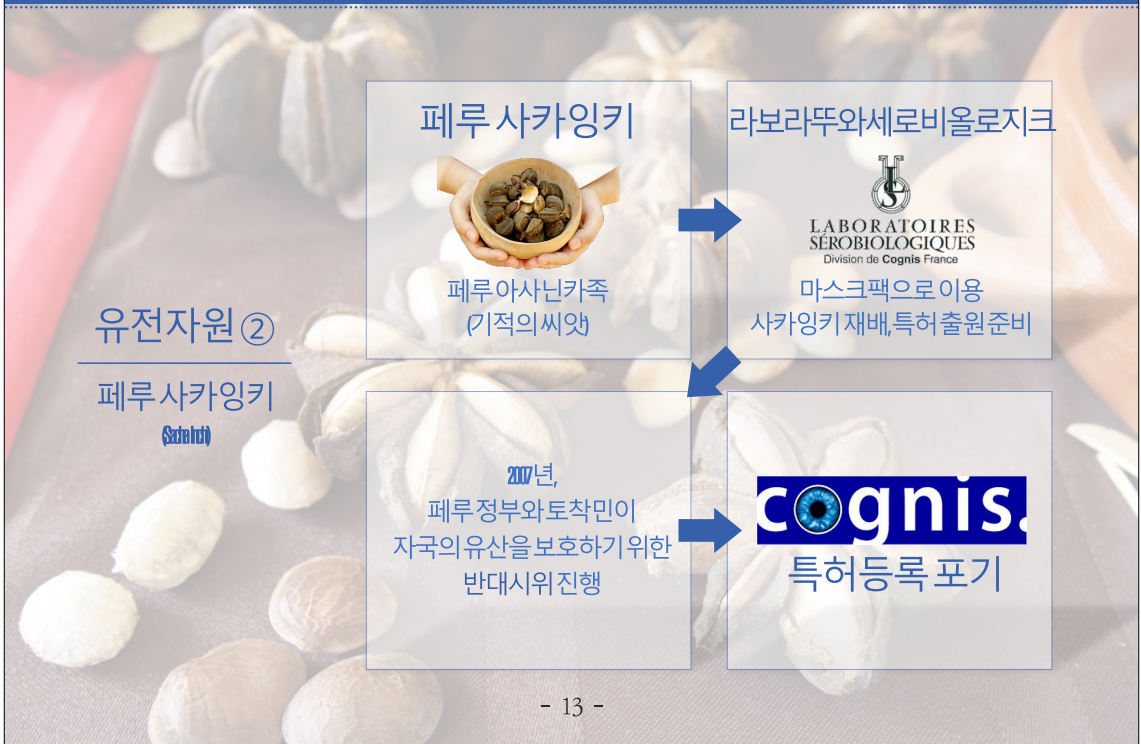 유전자원 ②
페루 사카잉키
(Sacha Inchi)
페루 사카잉키
페루 아사닌카족
(기적의 씨앗)
라보라뚜와 세로비올로지크
LABORATOIRES
SÉROBIOLOGIQUES
Division de Cognis France
마스크팩으로 이용
사카잉키 재배, 특허 출원 준비
2007년,
페루 정부와 토착민이
자국의 유산을 보호하기 위한
반대시위 진행
cognis.
특허등록 포기
- 13 -